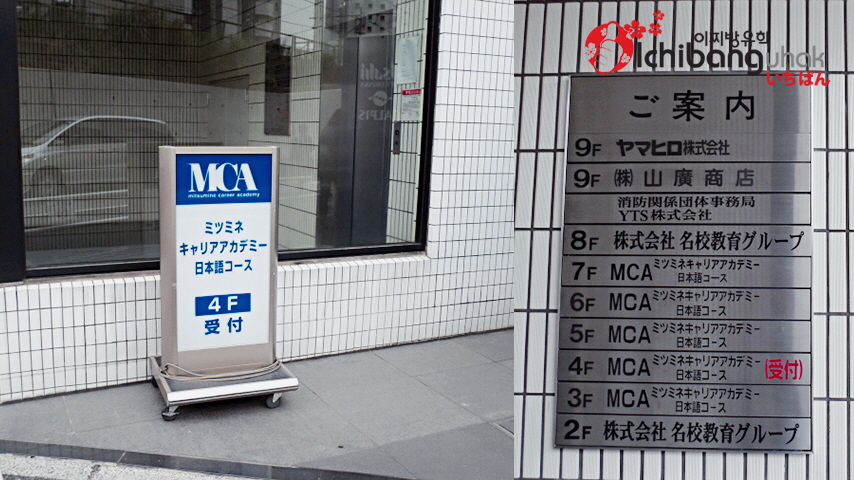 MCA
mitsumine career academy
ミツミネ
キャリアアカデミー
日本語コース
4F
受付
CALPIS
이찌방유학
Ichibang uhak
いちばん
ご案内
9F ヤマヒロ株式会社
9F ㈱山廣商店
消防関係団体事務局
YTS株式会社
8F 株式会社 名校教育グループ
7F MCA ミツミネキャリアアカデミー
日本語コース
6F MCA ミツミネキャリアアカデミー
日本語コース
5F MCA ミツミネキャリアアカデミー
日本語コース
4F MCA ミツミネキャリアアカデミー (受付)
日本語コース
3F MCA ミツミネキャリアアカデミー
日本語コース
2F 株式会社 名校教育グループ